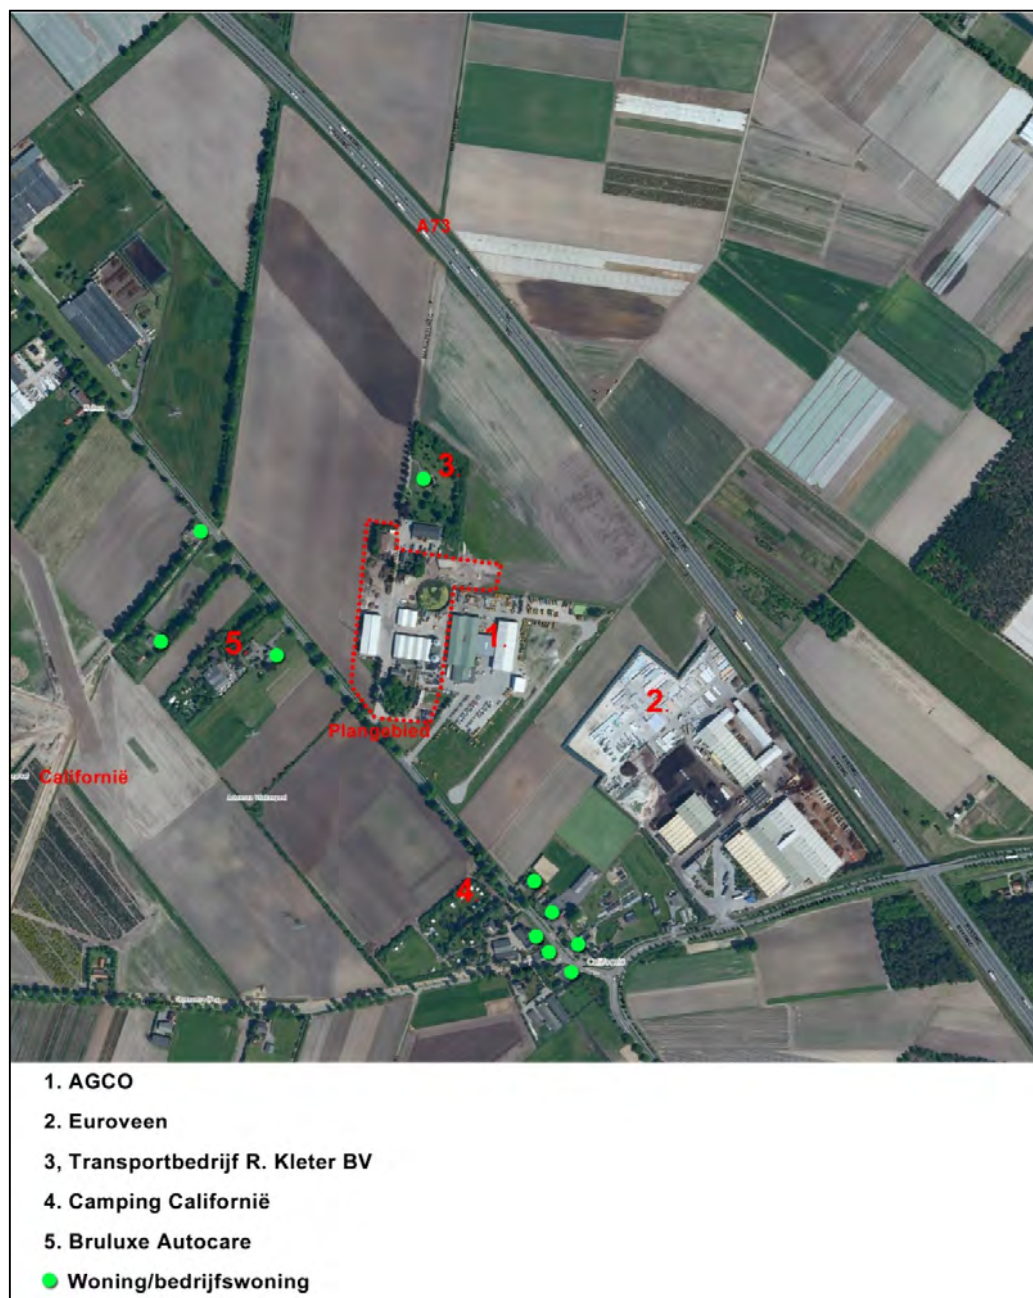 A73
3.
5
1.
2.
Plangebied
Californië
4
Californië
1. AGCO
2. Euroveen
3, Transportbedrijf R. Kleter BV
4. Camping Californië
5. Bruluxe Autocare
Woning/bedrijfswoning